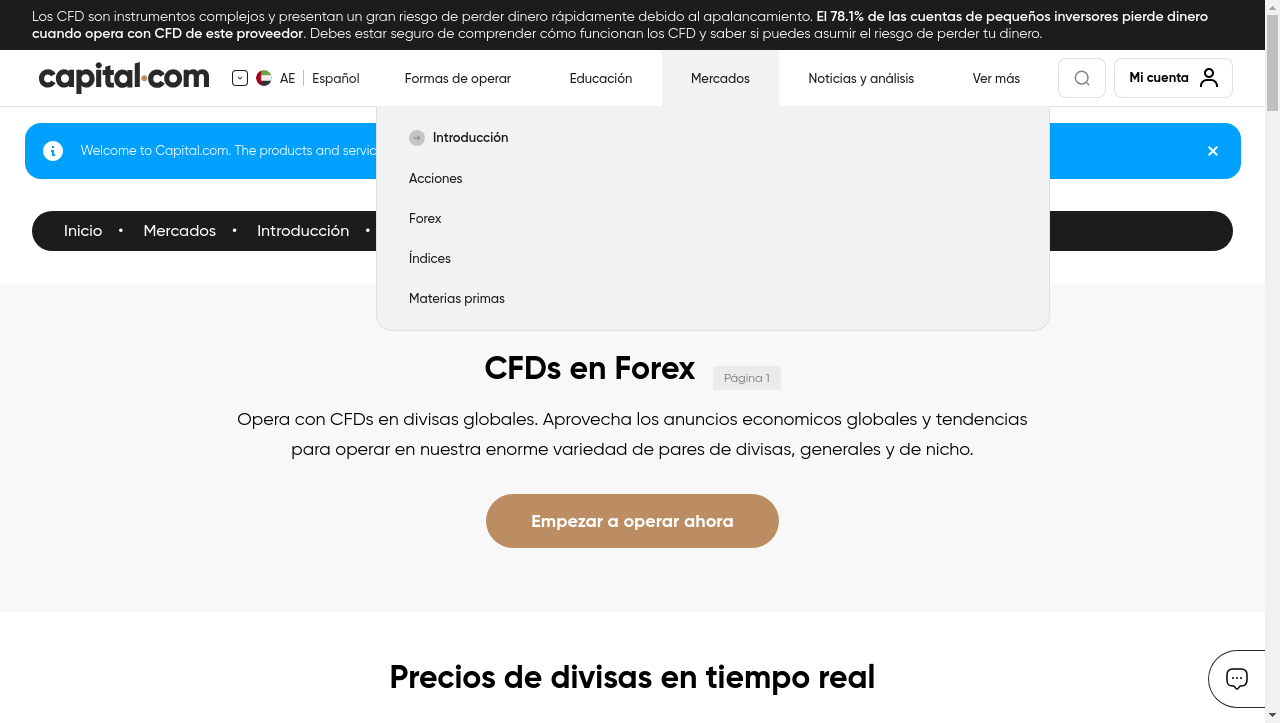 Los CFD son instrumentos complejos y presentan un gran riesgo de perder dinero rápidamente debido al apalancamiento. El 78.1% de las cuentas de pequeños inversores pierde dinero
cuando opera con CFD de este proveedor. Debes estar seguro de comprender cómo funcionan los CFD y saber si puedes asumir el riesgo de perder tu dinero.
capital.com AE Español Formas de operar Educación Mercados Noticias y análisis Ver más Mi cuenta
Introducción
Welcome to Capital.com. The products and servic
Acciones
Forex
Inicio • Mercados • Introducción •
Índices
Materias primas
CFDs en Forex Página 1
Opera con CFDs en divisas globales. Aprovecha los anuncios economicos globales y tendencias
para operar en nuestra enorme variedad de pares de divisas, generales y de nicho.
Empezar a operar ahora
Precios de divisas en tiempo real